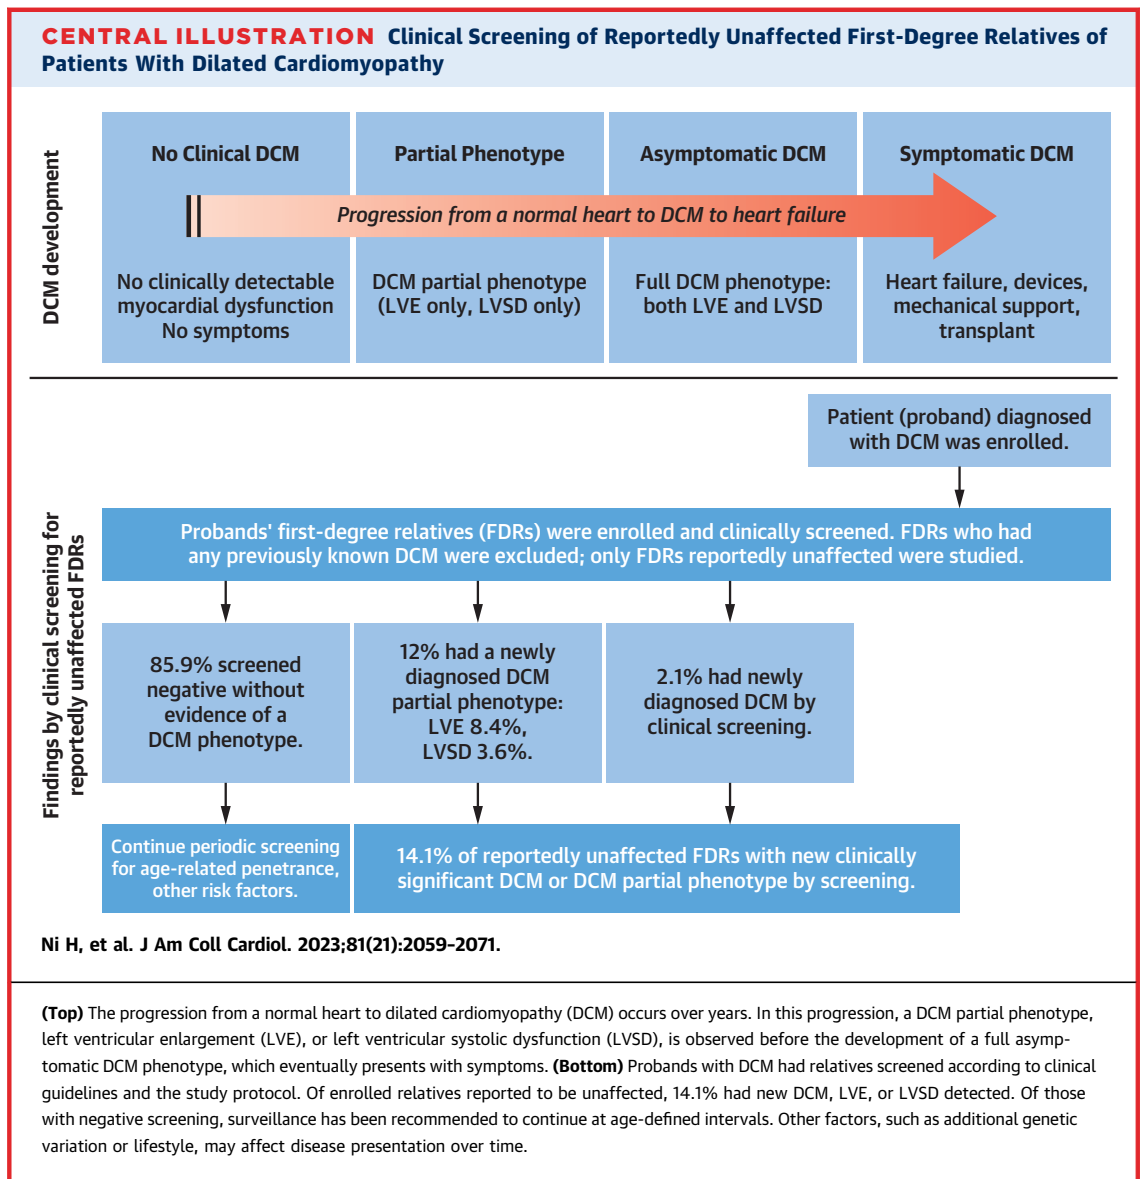 CENTRAL ILLUSTRATION Clinical Screening of Reportedly Unaffected First-Degree Relatives of
Patients With Dilated Cardiomyopathy
DCM development
No Clinical DCM
Partial Phenotype
Asymptomatic DCM
Symptomatic DCM
Progression from a normal heart to DCM to heart failure
No clinically detectable
myocardial dysfunction
No symptoms
DCM partial phenotype
(LVE only, LVSD only)
Full DCM phenotype:
both LVE and LVSD
Heart failure, devices,
mechanical support,
transplant
Findings by clinical screening for
reportedly unaffected FDRs
Patient (proband) diagnosed
with DCM was enrolled.
Probands' first-degree relatives (FDRs) were enrolled and clinically screened. FDRs who had
any previously known DCM were excluded; only FDRs reportedly unaffected were studied.
85.9% screened
negative without
evidence of a
DCM phenotype.
12% had a newly
diagnosed DCM
partial phenotype:
LVE 8.4%,
LVSD 3.6%.
2.1% had newly
diagnosed DCM by
clinical screening.
Continue periodic screening
for age-related penetrance,
other risk factors.
14.1% of reportedly unaffected FDRs with new clinically
significant DCM or DCM partial phenotype by screening.
Ni H, et al. J Am Coll Cardiol. 2023;81(21):2059–2071.
(Top) The progression from a normal heart to dilated cardiomyopathy (DCM) occurs over years. In this progression, a DCM partial phenotype,
left ventricular enlargement (LVE), or left ventricular systolic dysfunction (LVSD), is observed before the development of a full asymp-
tomatic DCM phenotype, which eventually presents with symptoms. (Bottom) Probands with DCM had relatives screened according to clinical
guidelines and the study protocol. Of enrolled relatives reported to be unaffected, 14.1% had new DCM, LVE, or LVSD detected. Of those
with negative screening, surveillance has been recommended to continue at age-defined intervals. Other factors, such as additional genetic
variation or lifestyle, may affect disease presentation over time.